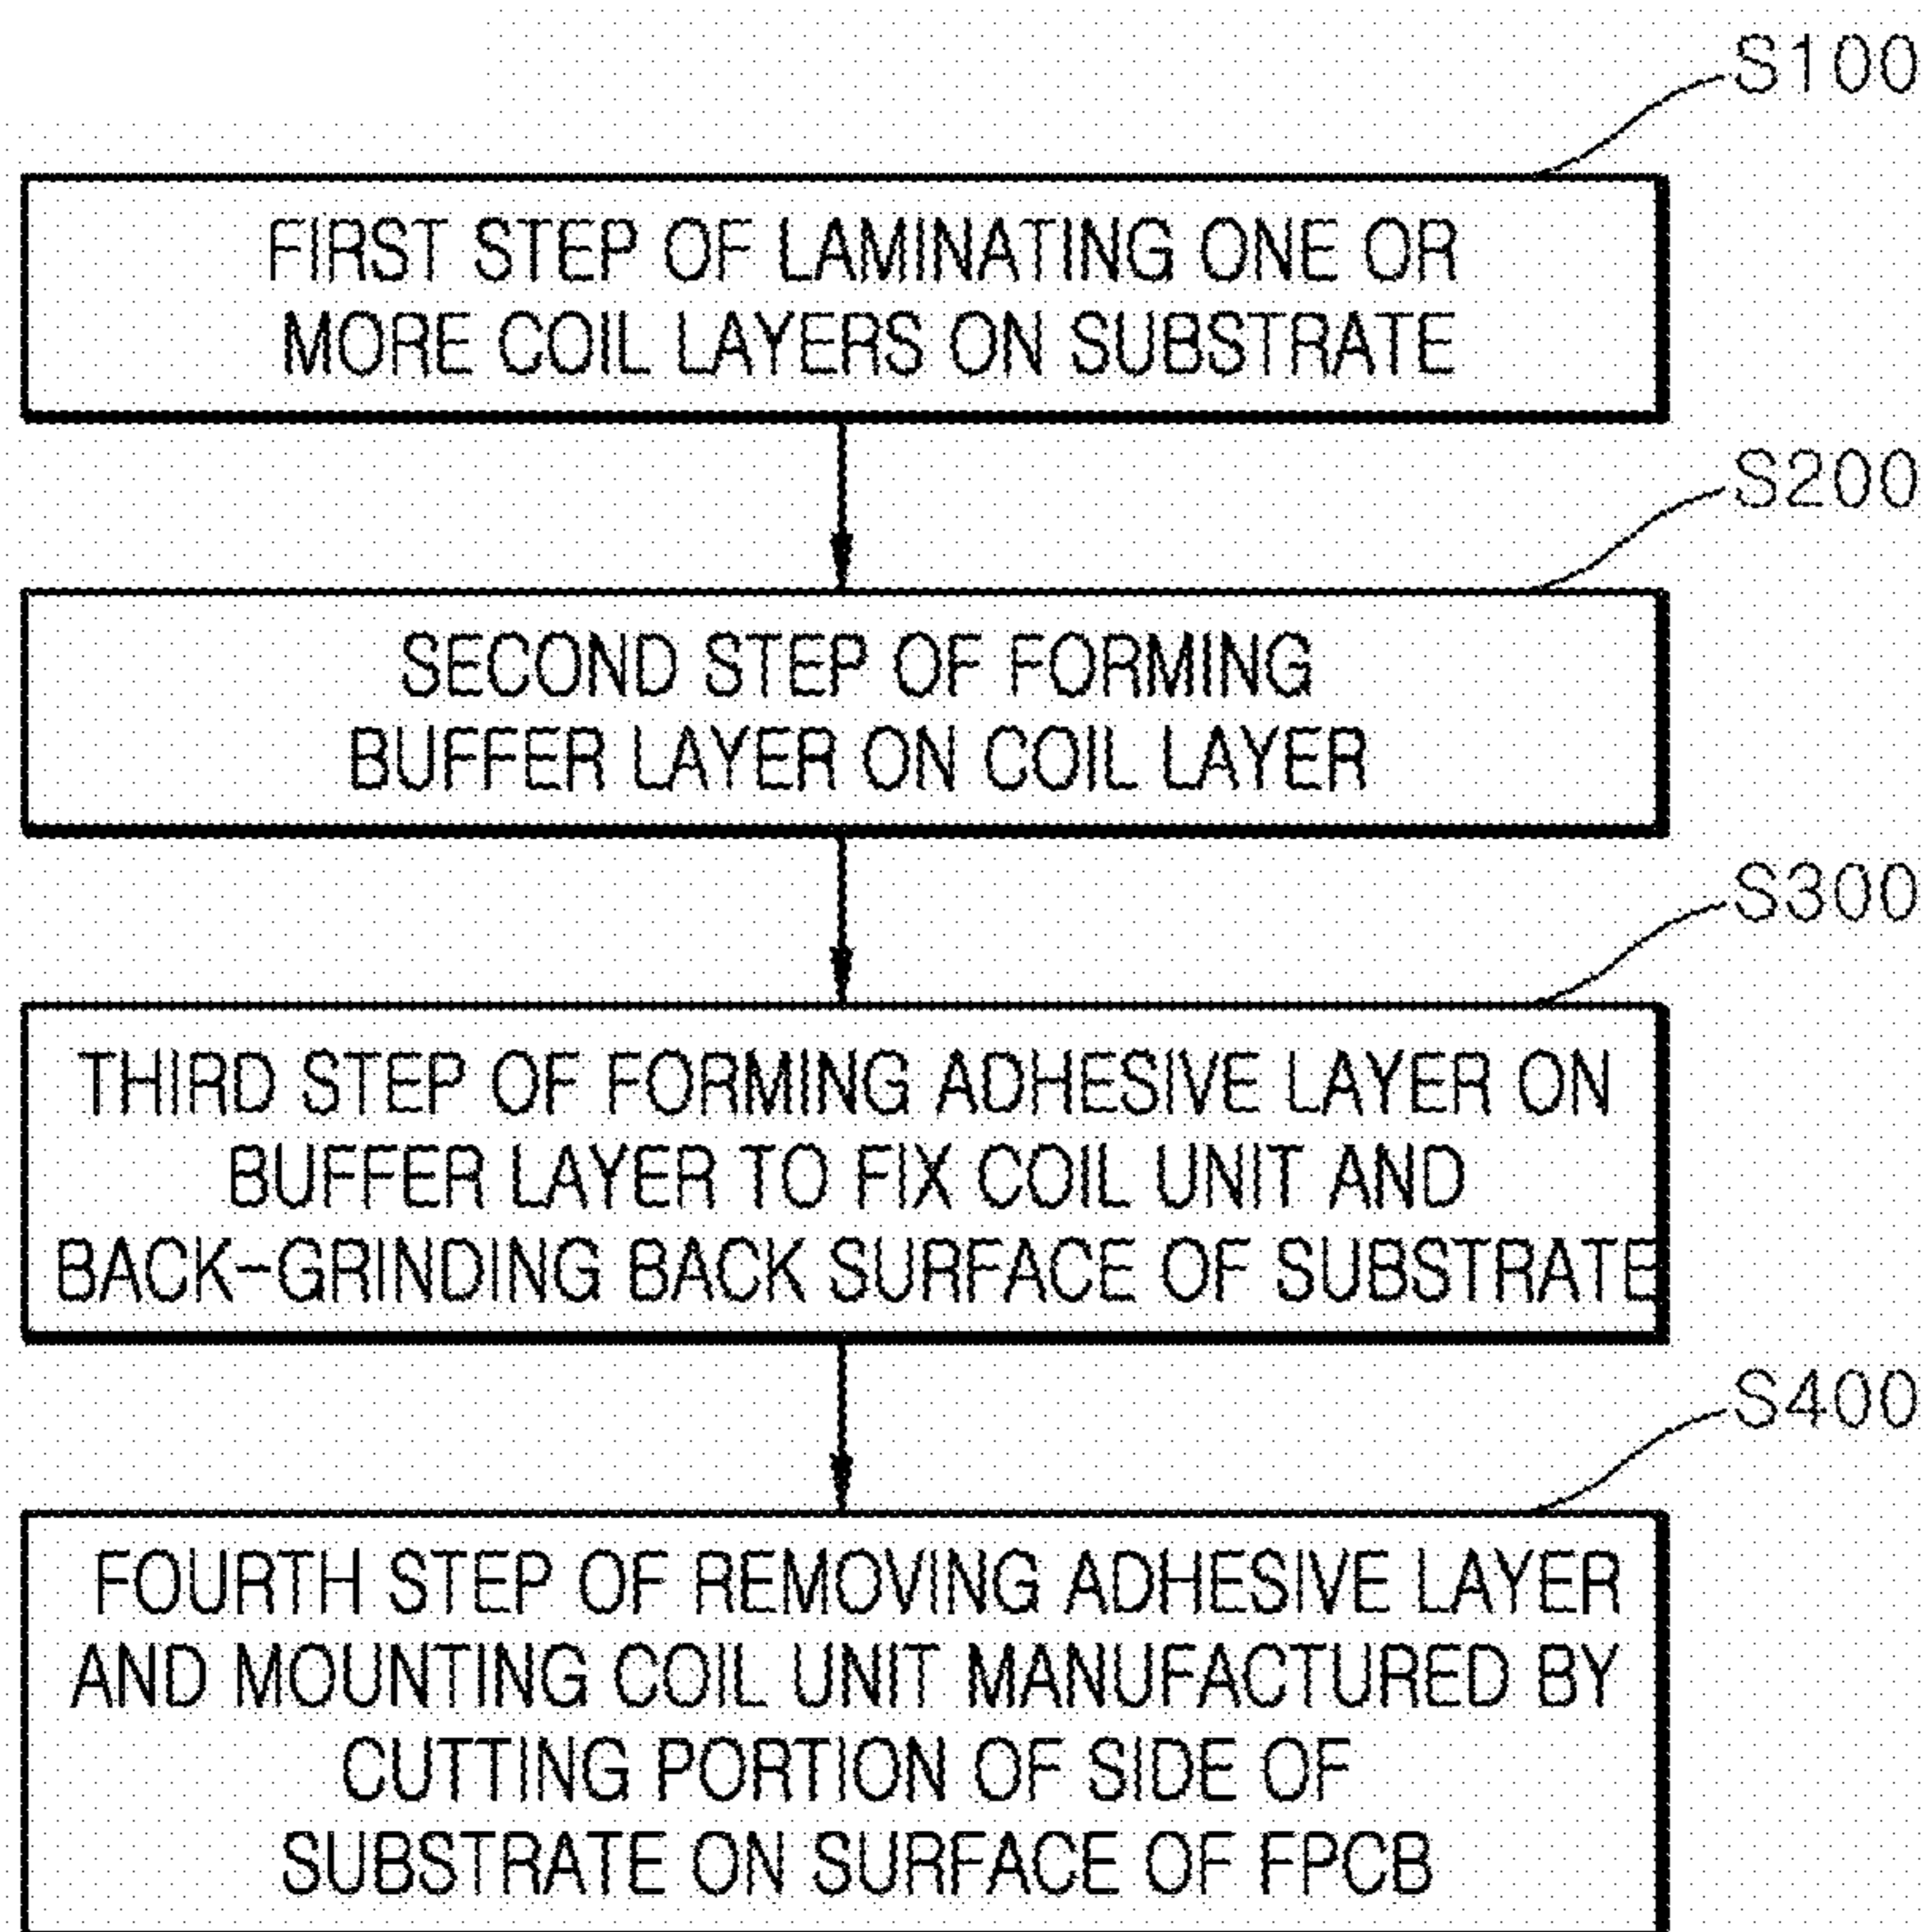 S100
FIRST STEP OF LAMINATING ONE OR
MORE COIL LAYERS ON SUBSTRATE
S200
SECOND STEP OF FORMING
BUFFER LAYER ON COIL LAYER
S300
THIRD STEP OF FORMING ADHESIVE LAYER ON
BUFFER LAYER TO FIX COIL UNIT AND
BACK-GRINDING BACK SURFACE OF SUBSTRATE
S400
FOURTH STEP OF REMOVING ADHESIVE LAYER
AND MOUNTING COIL UNIT MANUFACTURED BY
CUTTING PORTION OF SIDE OF
SUBSTRATE ON SURFACE OF FPCB